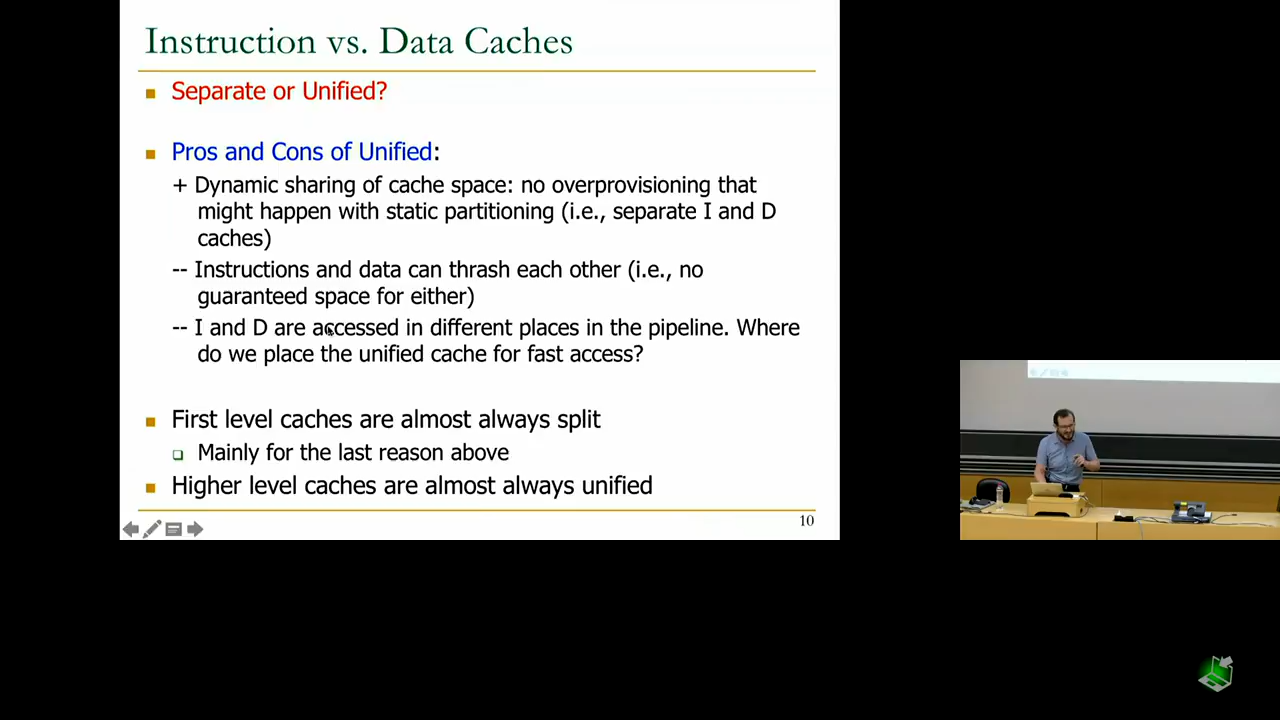 Instruction vs. Data Caches
Separate or Unified?
Pros and Cons of Unified:
+ Dynamic sharing of cache space: no overprovisioning that
might happen with static partitioning (i.e., separate I and D
caches)
-- Instructions and data can thrash each other (i.e., no
guaranteed space for either)
-- I and D are accessed in different places in the pipeline. Where
do we place the unified cache for fast access?
First level caches are almost always split
Mainly for the last reason above
Higher level caches are almost always unified
10